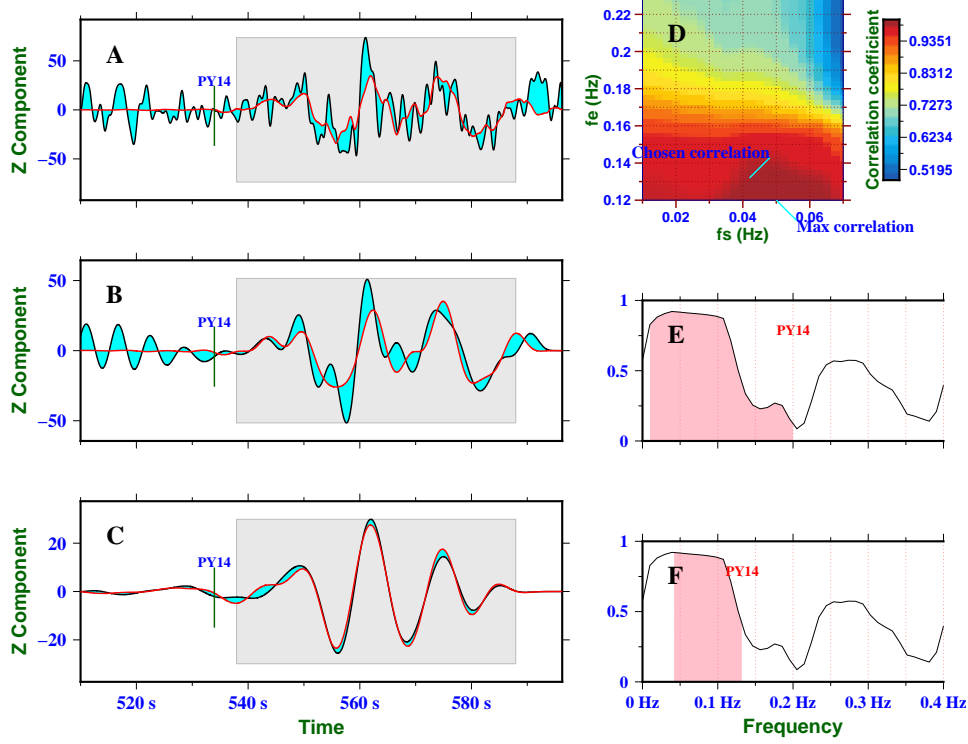 A
PY14
50
0
−50
Z Component
B
PY14
50
0
−50
Z Component
C
PY14
20
0
−20
Z Component
520 s
540 s
560 s
580 s
Time
D
0.22
0.2
0.18
0.16
0.14
0.12
fe (Hz)
Chosen correlation
Max correlation
0.02
0.04
0.06
fs (Hz)
0.9351
0.8312
0.7273
0.6234
0.5195
Correlation coefficient
E
PY14
1
0.5
0
F
PY14
1
0.5
0
0 Hz
0.1 Hz
0.2 Hz
0.3 Hz
0.4 Hz
Frequency